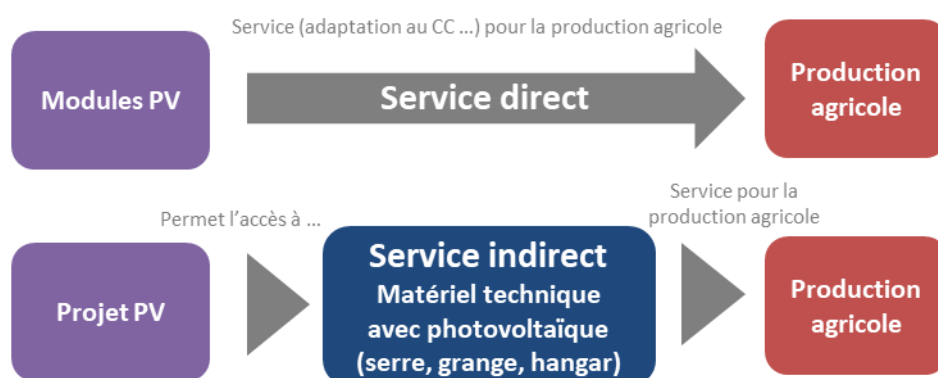 Service (adaptation au CC ...) pour la production agricole
Modules PV
Service direct
Production
agricole
Permet l'accès à ...
Service pour la
production agricole
Projet PV
Service indirect
Matériel technique
avec photovoltaïque
(serre, grange, hangar)
Production
agricole